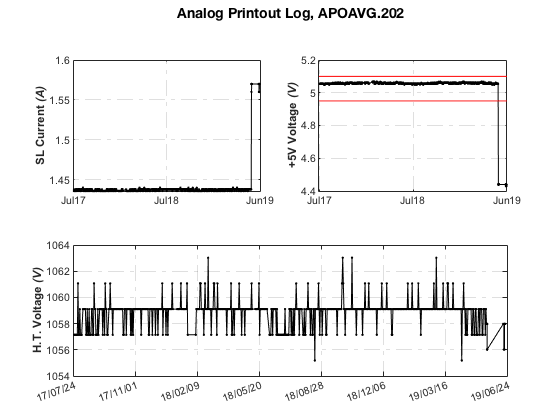 Analog Printout Log, APOAVG.202
SL Current (A)
1.6
1.55
1.5
1.45
Jul17 Jul18 Jun19
+5V Voltage (V)
5.2
5
4.8
4.6
4.4
Jul17 Jul18 Jun19
H.T. Voltage (V)
1064
1062
1060
1058
1056
1054
17/07/24 17/11/01 18/02/09 18/05/20 18/08/28 18/12/06 19/03/16 19/06/24